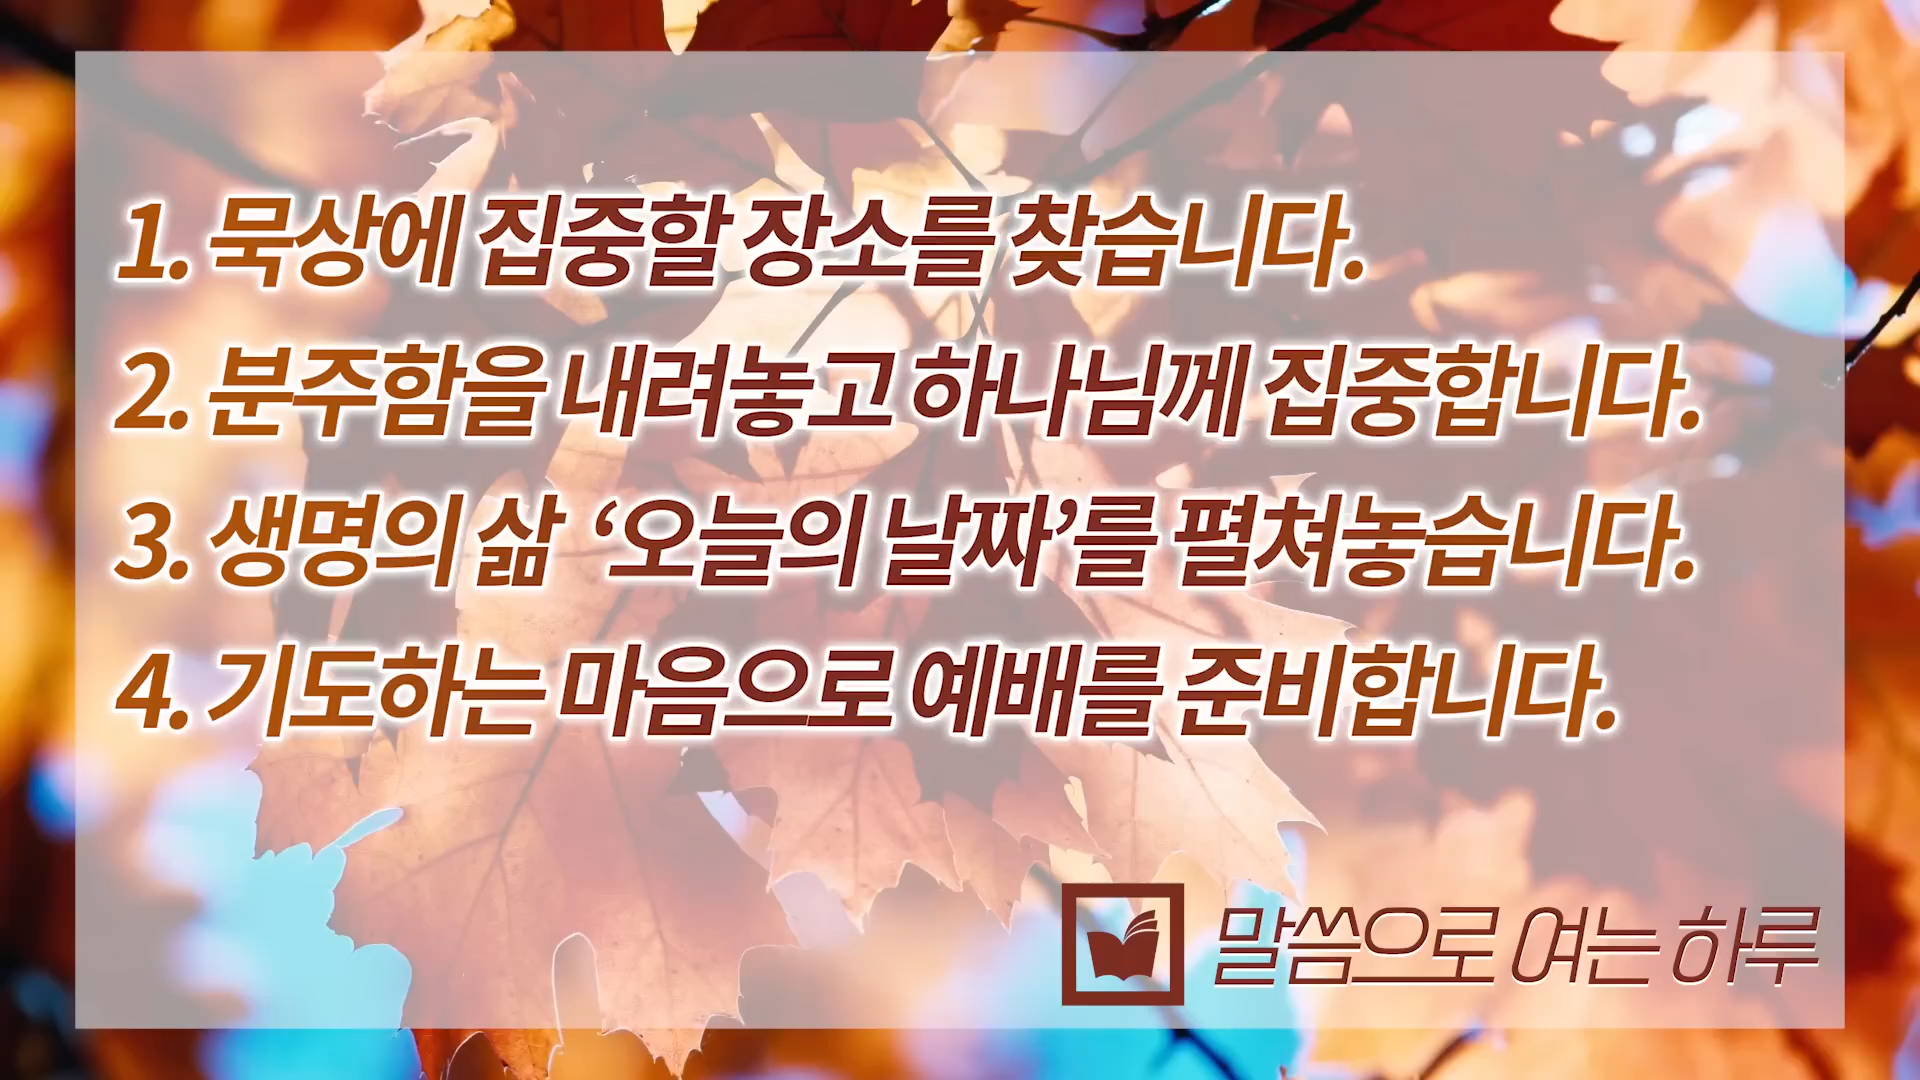 1. 묵상에 집중할 장소를 찾습니다.
2. 분주함을 내려놓고 하나님께 집중합니다.
3. 생명의 삶 ‘오늘의 날짜’를 펼쳐놓습니다.
4. 기도하는 마음으로 예배를 준비합니다.
말씀으로 여는 하루